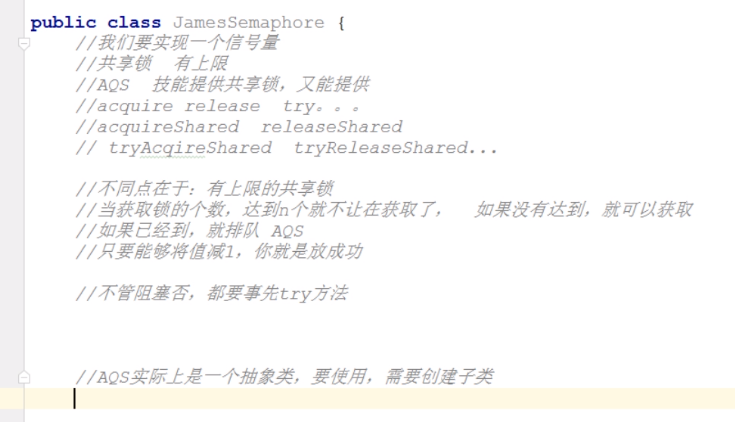 public class JamesSemaphore {
//我们要实现一个信号量
//共享锁  有上限
//AQS  技能提供共享锁，又能提供
//acquire release  try。。。
//acquireShared  releaseShared
// tryAcqireShared  tryReleaseShared...
//不同点在于：有上限的共享锁
//当获取锁的个数，达到n个就不让在获取了，  如果没有达到，就可以获取
//如果已经到，就排队 AQS
//只要能够将值减1，你就是放成功
//不管阻塞否，都要事先try方法
//AQS实际上是一个抽象类，要使用，需要创建子类